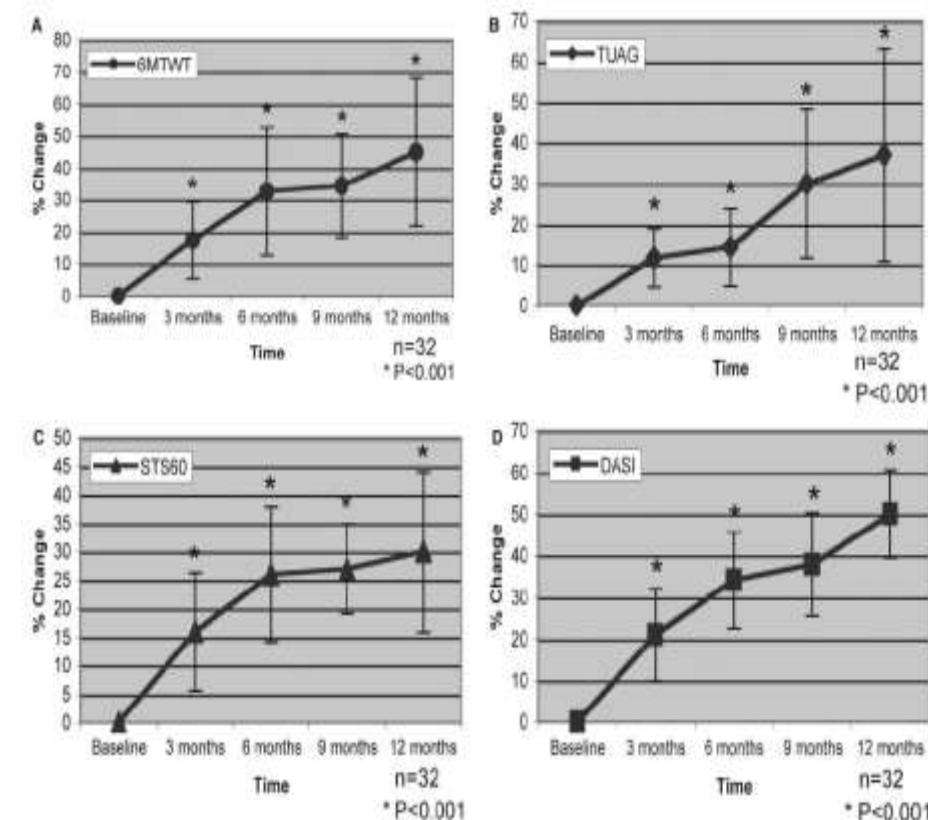 A
80
70
60
50
40
30
20
10
0
% Change
6MTWT
*
*
*
*
Baseline 3 months 6 months 9 months 12 months
Time
n=32
* P<0.001
B
70
60
50
40
30
20
10
0
% Change
TUAG
*
*
*
*
Baseline 3 months 6 months 9 months 12 months
Time
n=32
* P<0.001
C
50
45
40
35
30
25
20
15
10
5
0
% Change
STS60
*
*
*
*
Baseline 3 months 6 months 9 months 12 months
Time
n=32
* P<0.001
D
70
60
50
40
30
20
10
0
% Change
DASI
*
*
*
*
Baseline 3 months 6 months 9 months 12 months
Time
n=32
* P<0.001